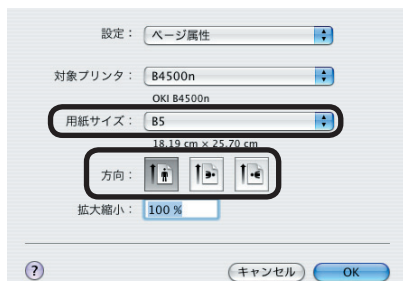 設定： ページ属性
対象プリンタ： B4500n
OKI B4500n
用紙サイズ： B5
18.19 cm × 25.70 cm
方向：
拡大縮小： 100 %
? キャンセル OK